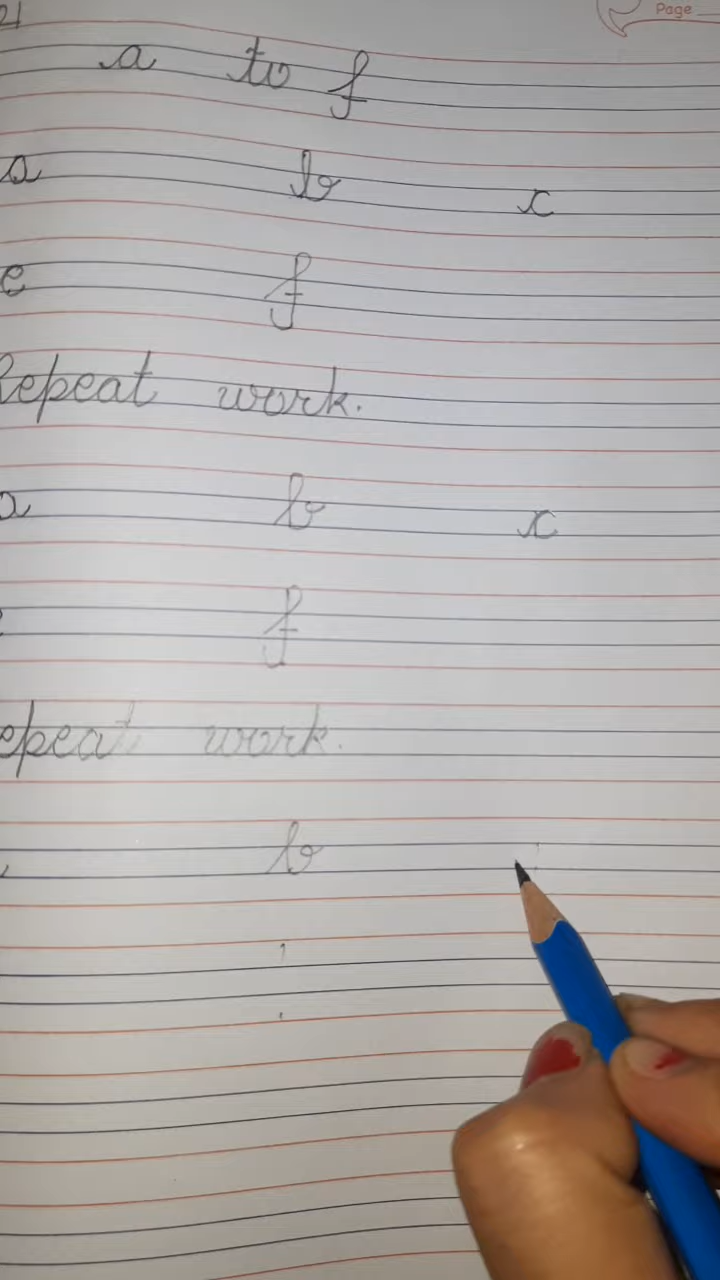 Page
a to f
a b c
e f
Repeat work.
a b c
f
epeat work.
b